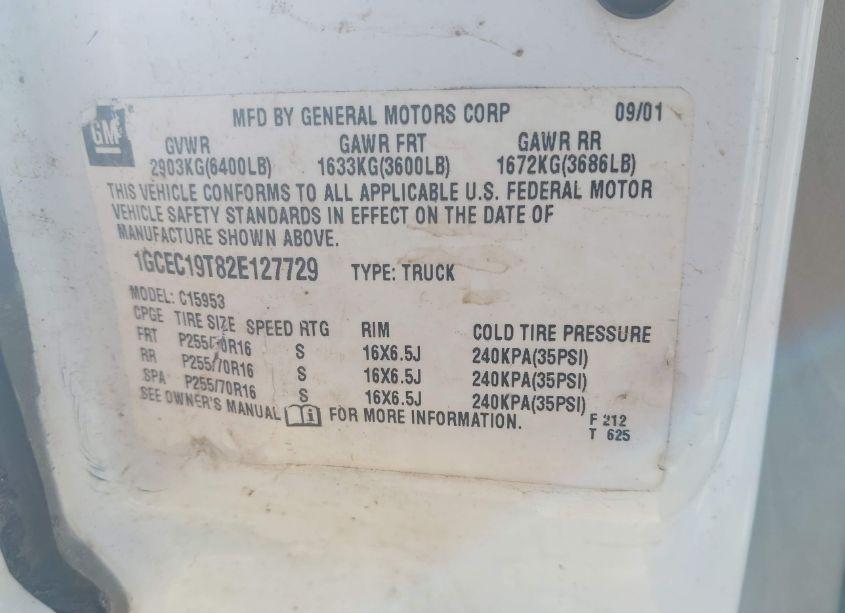 GM
MFD BY GENERAL MOTORS CORP 09/01
GVWR GAWR FRT GAWR RR
2903KG(6400LB) 1633KG(3600LB) 1672KG(3686LB)
THIS VEHICLE CONFORMS TO ALL APPLICABLE U.S. FEDERAL MOTOR
VEHICLE SAFETY STANDARDS IN EFFECT ON THE DATE OF
MANUFACTURE SHOWN ABOVE.
1GCEC19T82E127729 TYPE: TRUCK
MODEL: C15953
CPGE TIRE SIZE SPEED RTG RIM COLD TIRE PRESSURE
FRT P255/70R16 S 16X6.5J 240KPA(35PSI)
RR P255/70R16 S 16X6.5J 240KPA(35PSI)
SPA P255/70R16 S 16X6.5J 240KPA(35PSI)
SEE OWNER'S MANUAL FOR MORE INFORMATION.
F 212
T 625